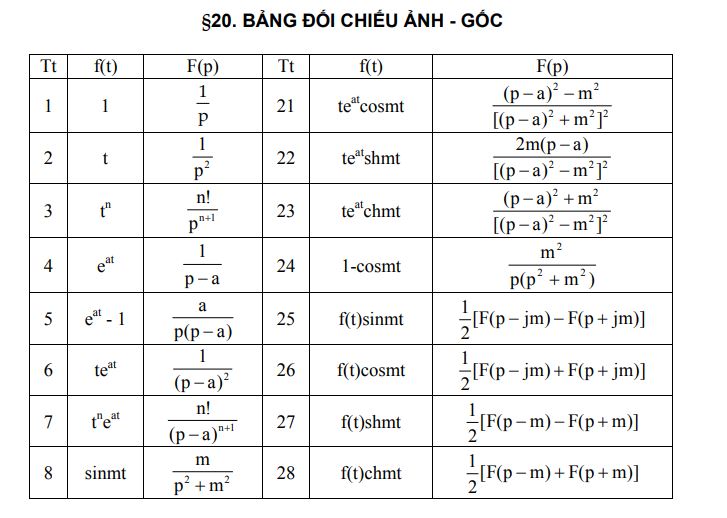 §20. BẢNG ĐỐI CHIẾU ẢNH - GỐC
Tt f(t) F(p) Tt f(t) F(p)
1 1 \frac{1}{p} 21 te^{at}cosmt \frac{(p-a)^2-m^2}{[(p-a)^2+m^2]^2}
2 t \frac{1}{p^2} 22 te^{at}shmt \frac{2m(p-a)}{[(p-a)^2-m^2]^2}
3 t^n \frac{n!}{p^{n+1}} 23 te^{at}chmt \frac{(p-a)^2+m^2}{[(p-a)^2-m^2]^2}
4 e^{at} \frac{1}{p-a} 24 1-cosmt \frac{m^2}{p(p^2+m^2)}
5 e^{at} - 1 \frac{a}{p(p-a)} 25 f(t)sinmt \frac{1}{2}[F(p-jm)-F(p+jm)]
6 te^{at} \frac{1}{(p-a)^2} 26 f(t)cosmt \frac{1}{2}[F(p-jm)+F(p+jm)]
7 t^ne^{at} \frac{n!}{(p-a)^{n+1}} 27 f(t)shmt \frac{1}{2}[F(p-m)-F(p+m)]
8 sinmt \frac{m}{p^2+m^2} 28 f(t)chmt \frac{1}{2}[F(p-m)+F(p+m)]